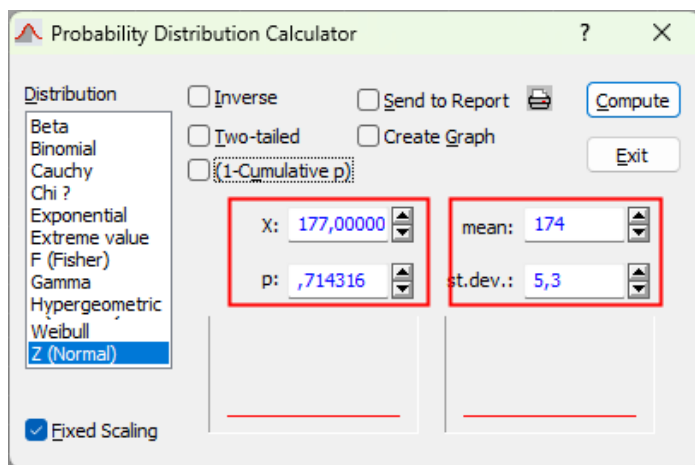 Probability Distribution Calculator ? ×
Distribution
Beta
Binomial
Cauchy
Chi ?
Exponential
Extreme value
F (Fisher)
Gamma
Hypergeometric
Weibull
Z (Normal)
Inverse
Send to Report
Two-tailed
Create Graph
(1-Cumulative p)
Compute
Exit
X: 177,00000
mean: 174
p: ,714316
st.dev.: 5,3
Fixed Scaling